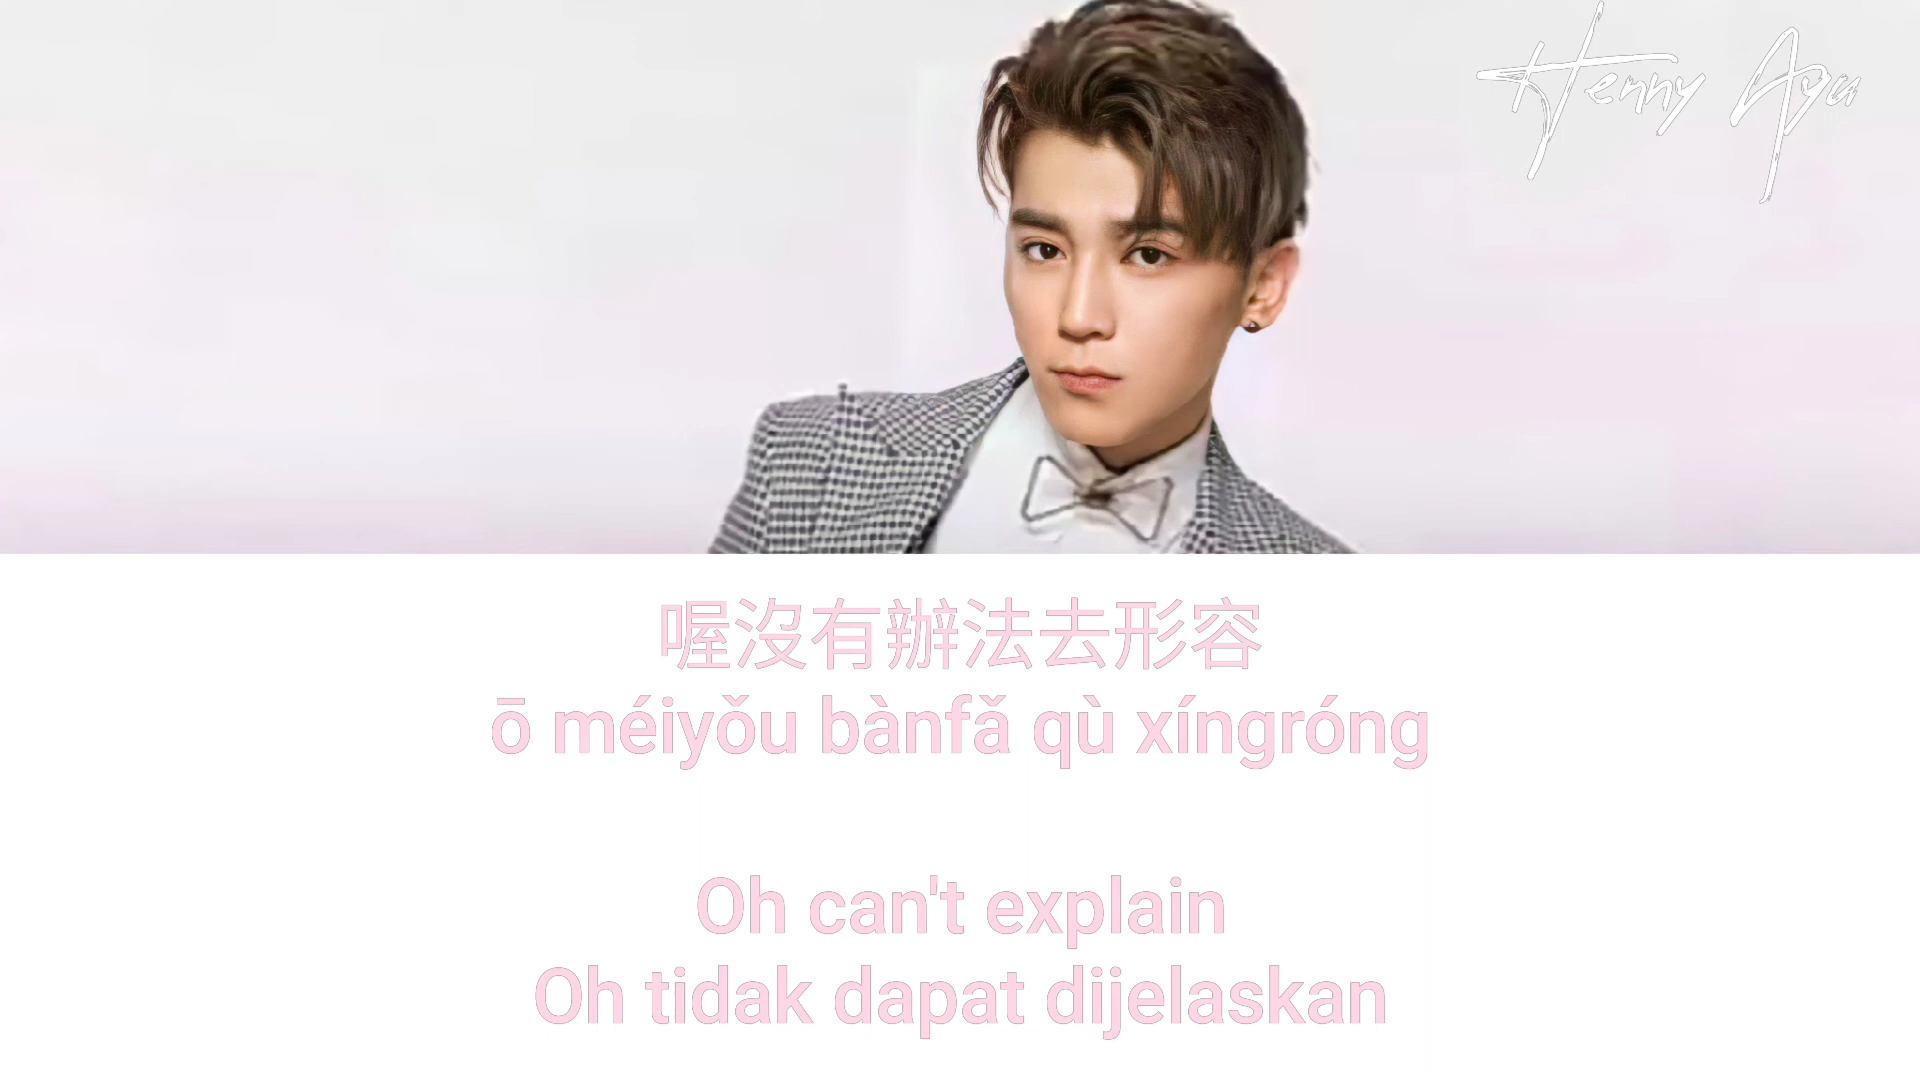 Henny Ayu
喔沒有辦法去形容
ō méiyǒu bànfǎ qù xíngróng
Oh can't explain
Oh tidak dapat dijelaskan